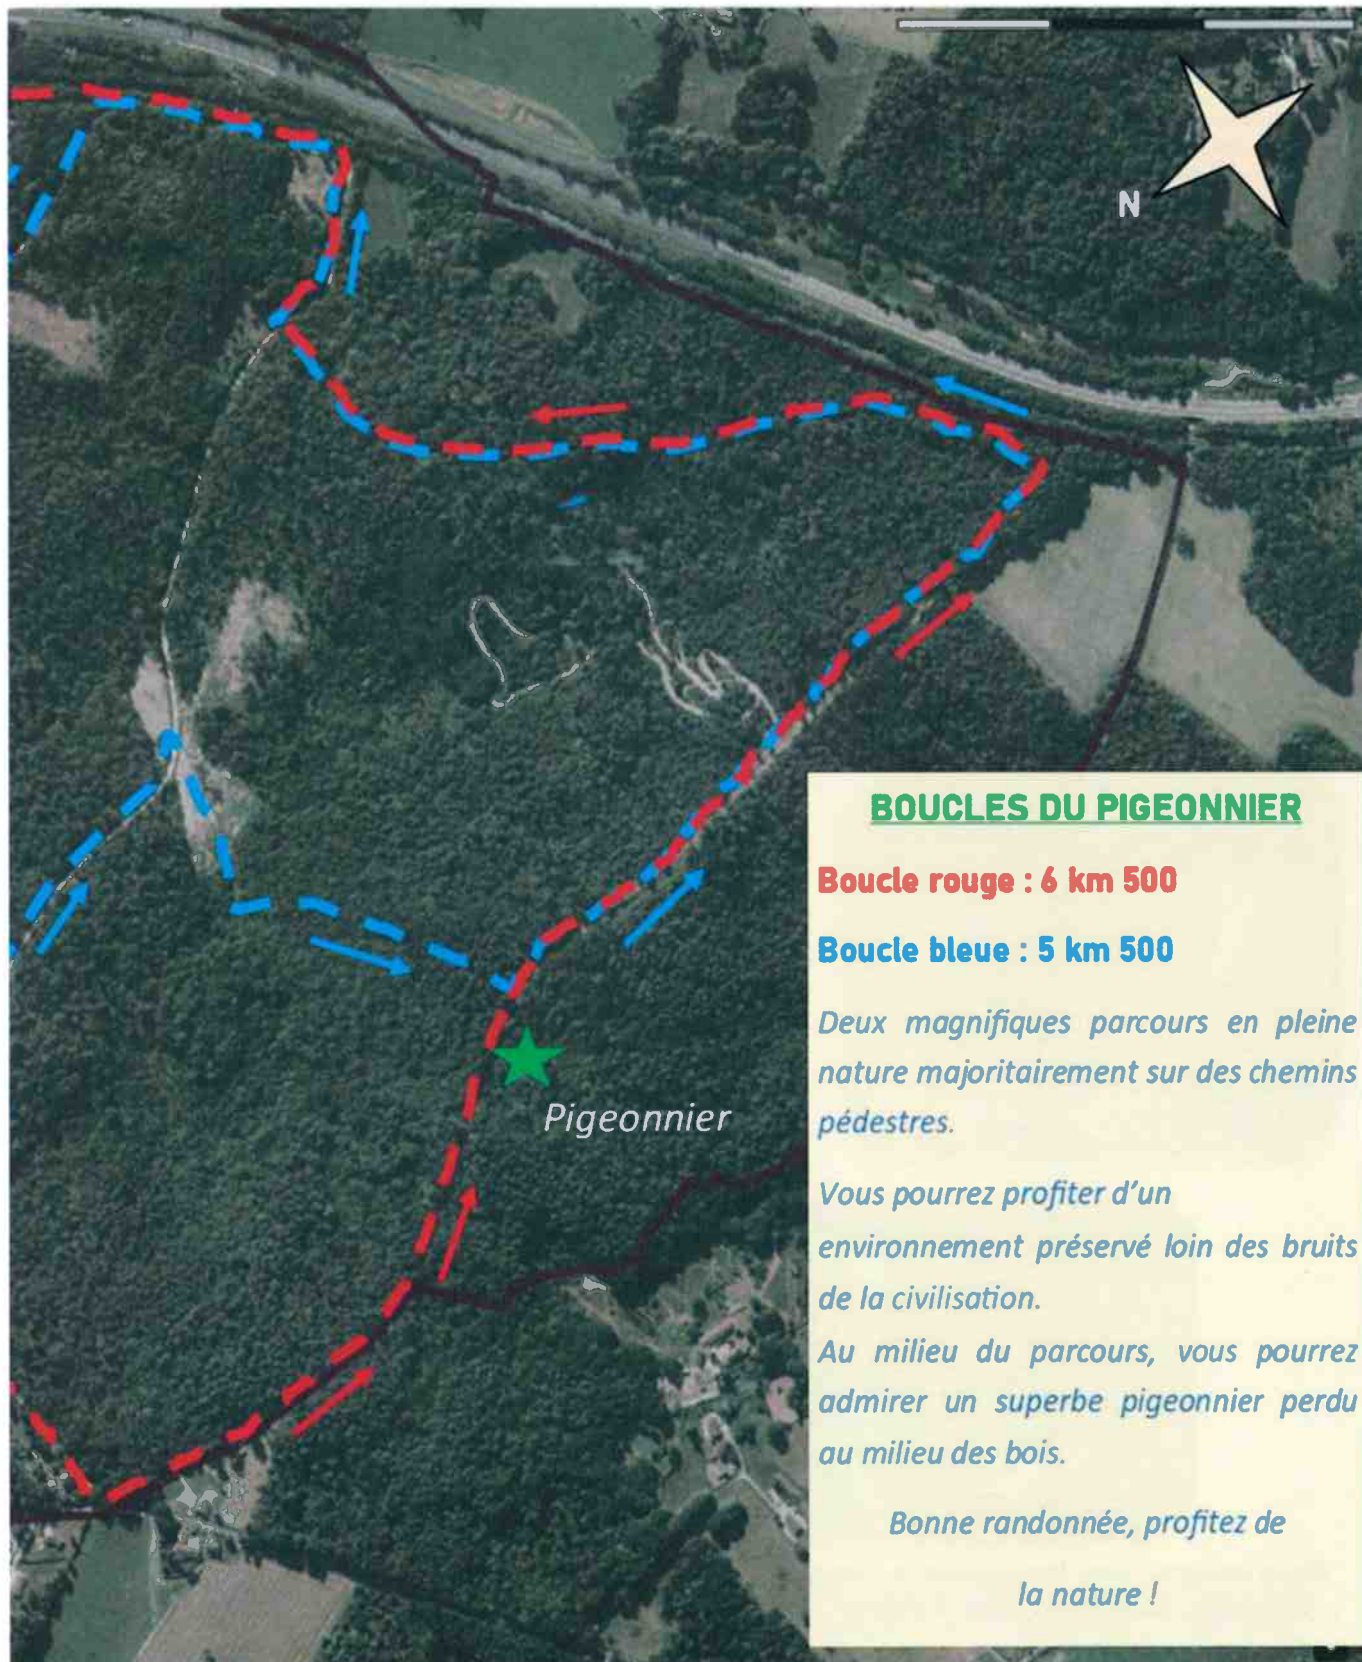 N
BOUCLES DU PIGEONNIER
Boucle rouge : 6 km 500
Boucle bleue : 5 km 500
Deux magnifiques parcours en pleine
nature majoritairement sur des chemins
pédestres.
Pigeonnier
Vous pourrez profiter d'un
environnement préservé loin des bruits
de la civilisation.
Au milieu du parcours, vous pourrez
admirer un superbe pigeonnier perdu
au milieu des bois.
Bonne randonnée, profitez de
la nature !